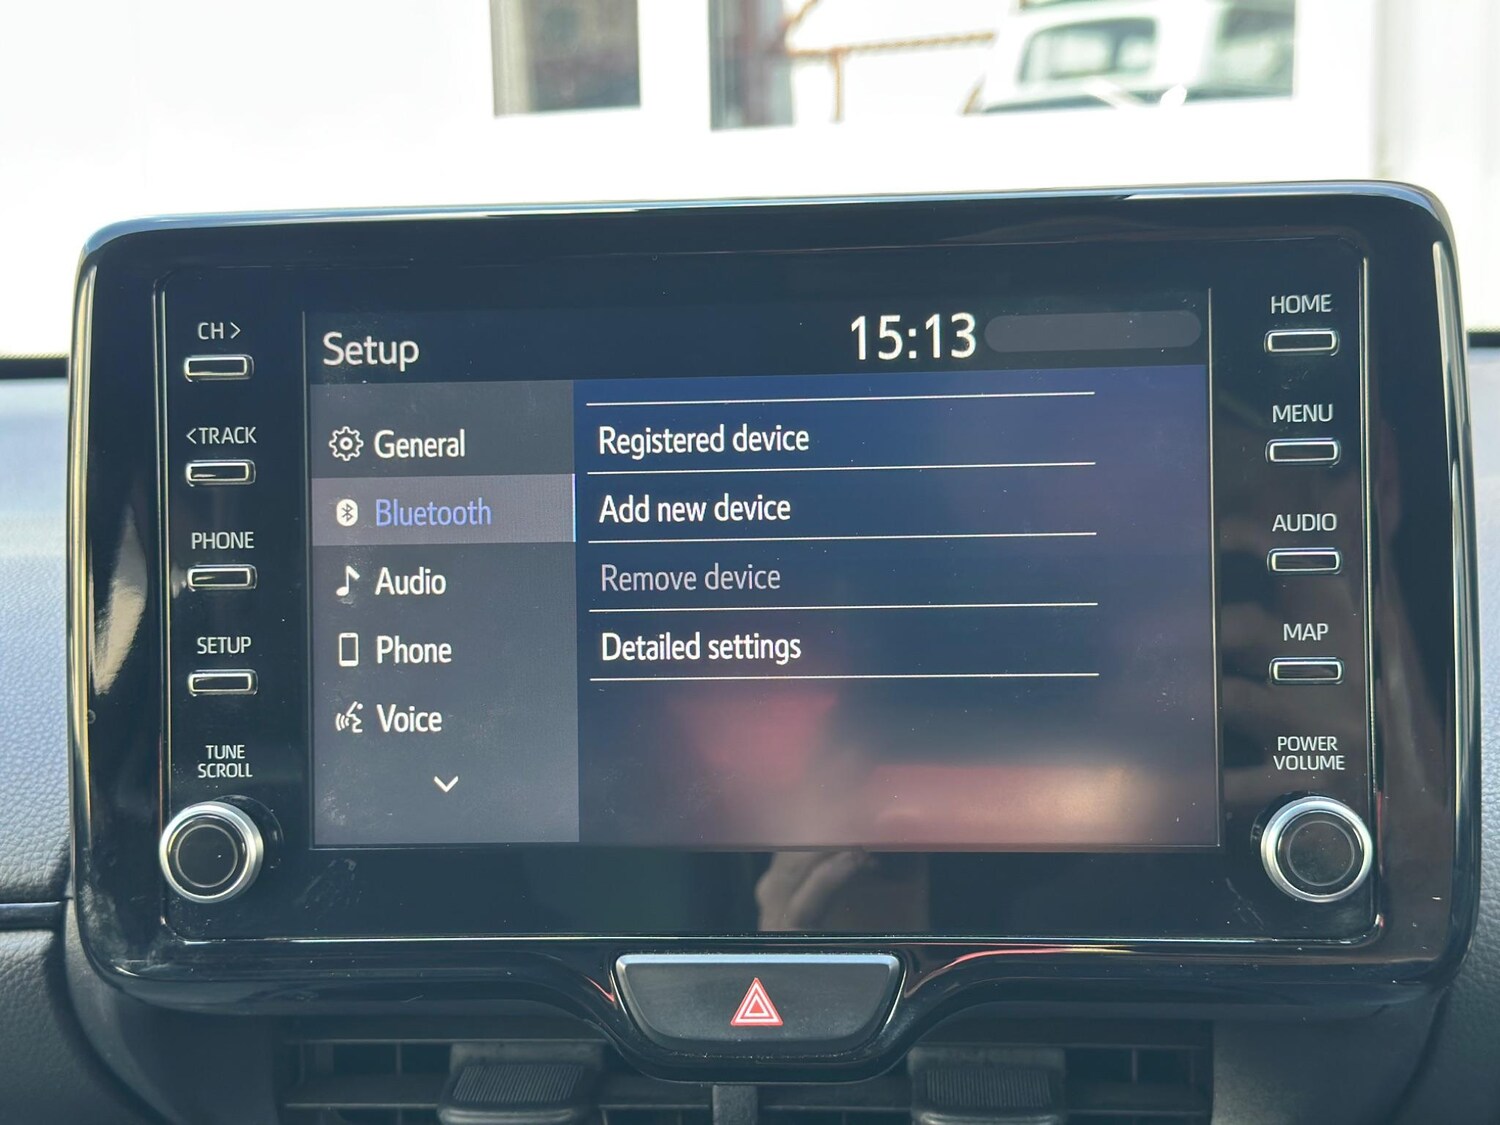 Setup
15:13
CH >
<TRACK
PHONE
SETUP
TUNE
SCROLL
General
Bluetooth
Audio
Phone
Voice
Registered device
Add new device
Remove device
Detailed settings
HOME
MENU
AUDIO
MAP
POWER
VOLUME